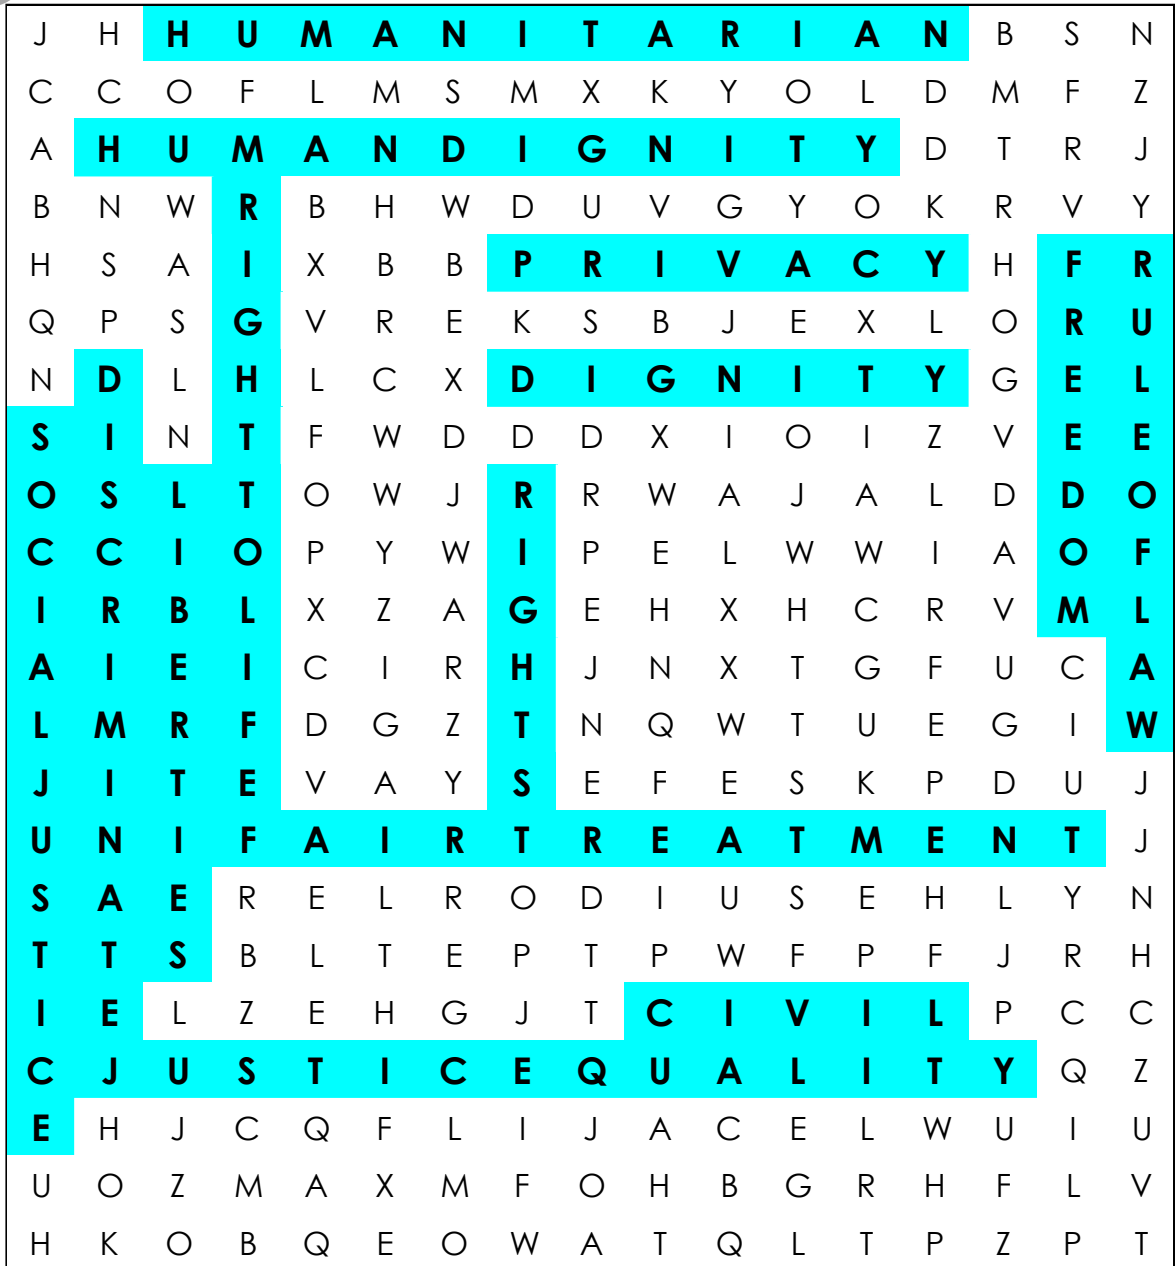 J H H U M A N I T A R I A N B S N
C C O F L M S M X K Y O L D M F Z
A H U M A N D I G N I T Y D T R J
B N W R B H W D U V G Y O K R V Y
H S A I X B B P R I V A C Y H F R
Q P S G V R E K S B J E X L O R U
N D L H L C X D I G N I T Y G E L
S I N T F W D D D X I O I Z V E E
O S L T O W J R R W A J A L D D O
C C I O P Y W I P E L W W I A O F
I R B L X Z A G E H X H C R V M L
A I E I C I R H J N X T G F U C A
L M R F D G Z T N Q W T U E G I W
J I T E V A Y S E F E S K P D U J
U N I F A I R T R E A T M E N T J
S A E R E L R O D I U S E H L Y N
T T S B L T E P T P W F P F J R H
I E L Z E H G J T C I V I L P C C
C J U S T I C E Q U A L I T Y Q Z
E H J C Q F L I J A C E L W U I U
U O Z M A X M F O H B G R H F L V
H K O B Q E O W A T Q L T P Z P T